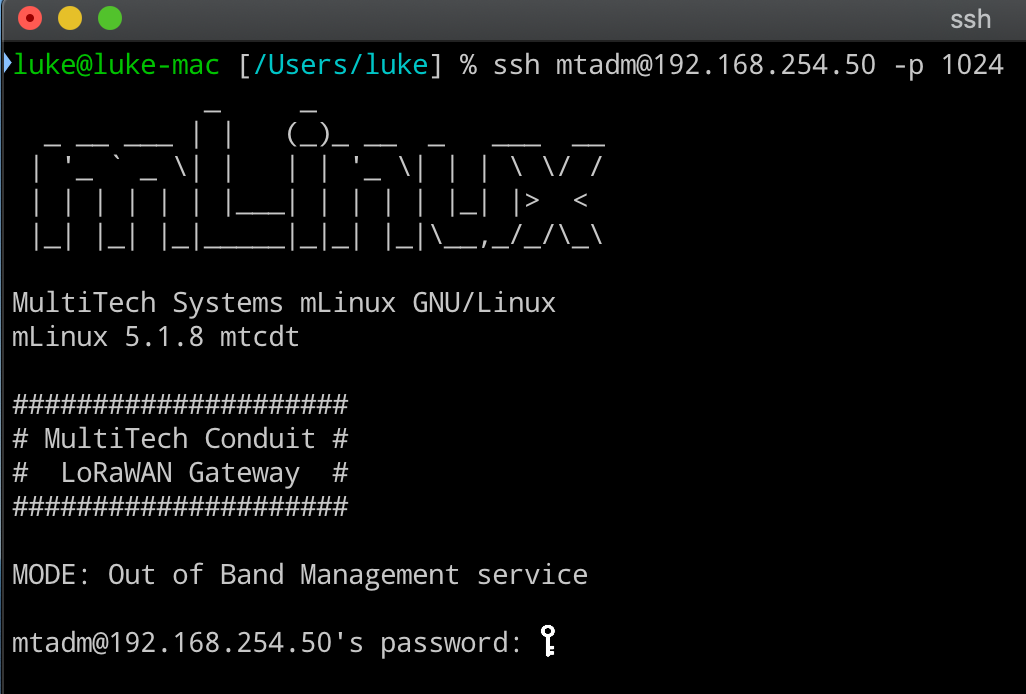 ssh
luke@luke-mac [/Users/luke] % ssh mtadm@192.168.254.50 -p 1024
            _     _
  _ __ ___ | |   (_)_ __  _   ___  __
 | '_ ` _ \| |   | | '_ \| | | \ \/ /
 | | | | | | |___| | | | | |_| |>  <
 |_| |_| |_|_____|_|_| |_|\__,_/_/\_\
MultiTech Systems mLinux GNU/Linux
mLinux 5.1.8 mtcdt
#####################
# MultiTech Conduit #
#  LoRaWAN Gateway  #
#####################
MODE: Out of Band Management service
mtadm@192.168.254.50's password: